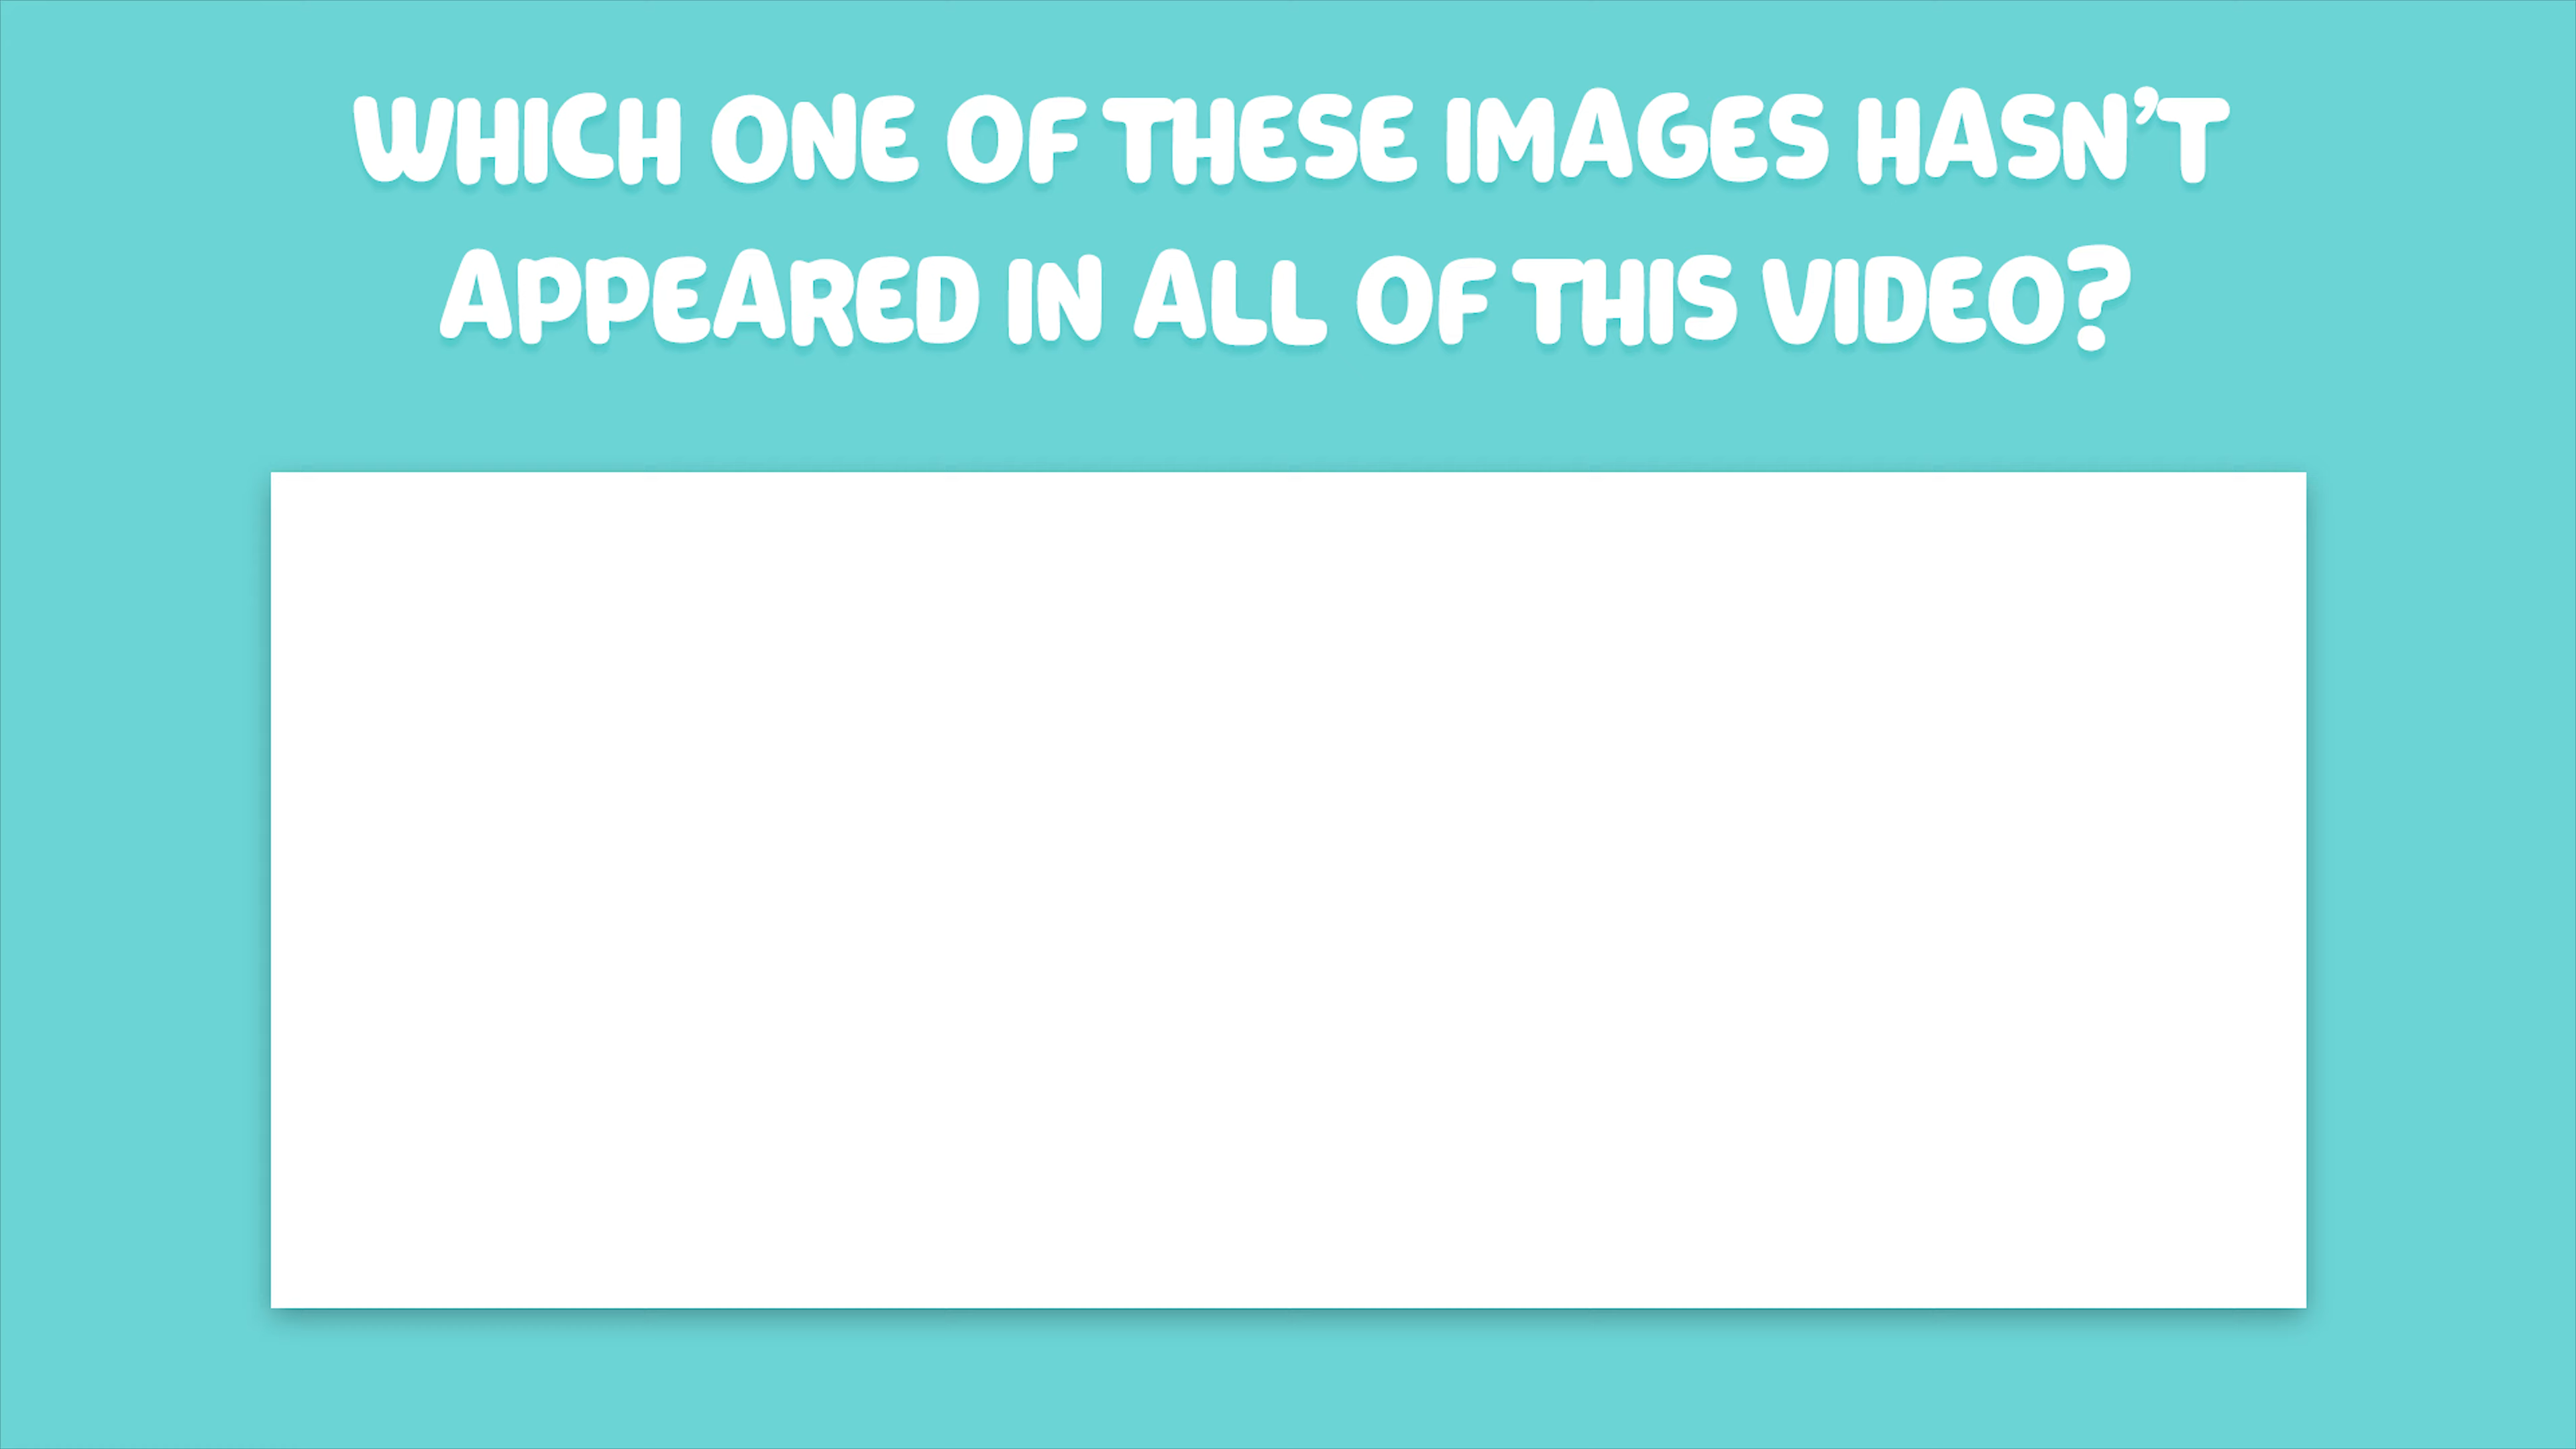 WHICH ONE OF THESE IMAGES HASN’T
APPEARED IN ALL OF THIS VIDEO?